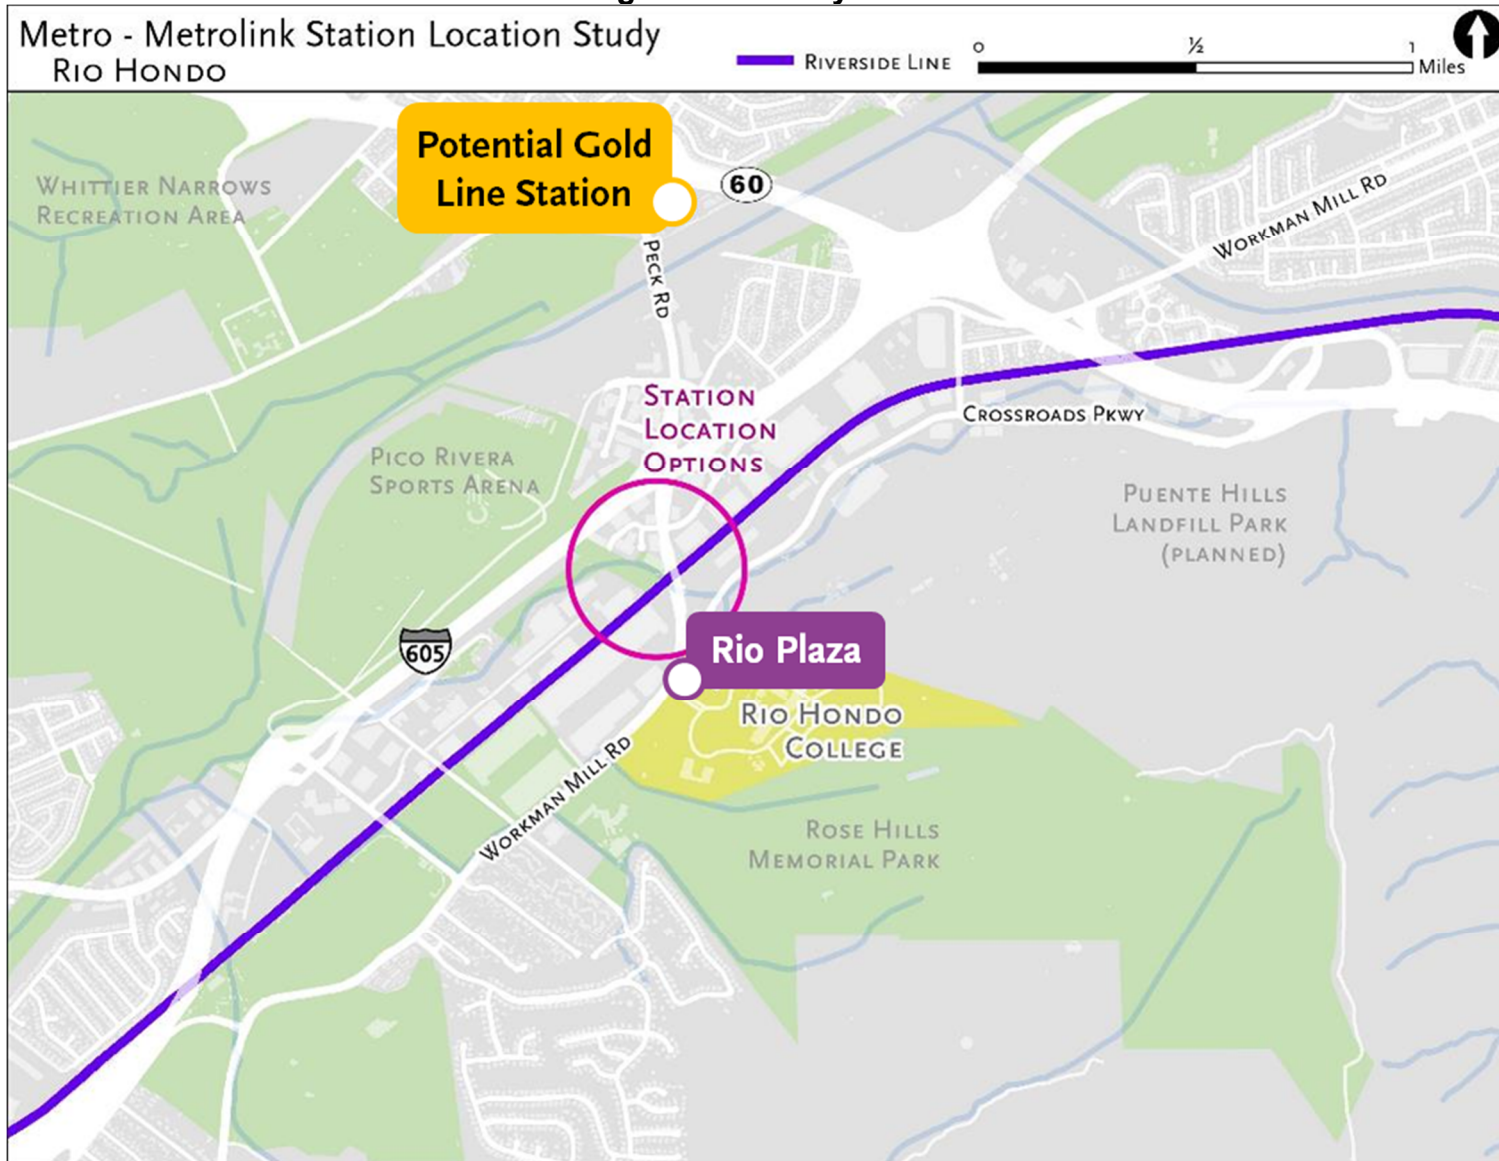 Metro - Metrolink Station Location Study
RIO HONDO
RIVERSIDE LINE
0 ½ 1
Miles
Potential Gold
Line Station
60
WHITTIER NARROWS
RECREATION AREA
WORKMAN MILL RD
PECK RD
STATION
LOCATION
OPTIONS
CROSSROADS PKWY
PICO RIVERA
SPORTS ARENA
PUENTE HILLS
LANDFILL PARK
(PLANNED)
605
Rio Plaza
RIO HONDO
COLLEGE
WORKMAN MILL RD
ROSE HILLS
MEMORIAL PARK